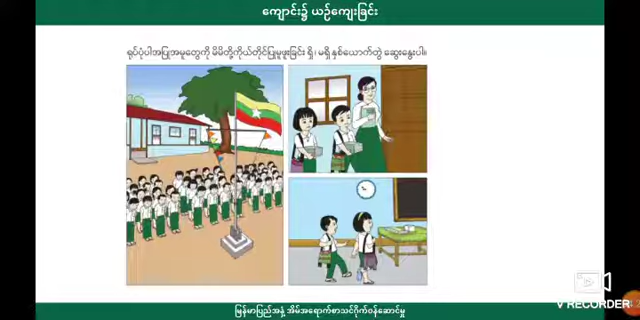 ကျောင်း၌ ယဉ်ကျေးခြင်း
ရုပ်ပုံပါအပြုအမူတွေကို မိမိတို့ကိုယ်တိုင်ပြုမူဖူးခြင်း ရှိ၊ မရှိ နှစ်ယောက်တွဲ ဆွေးနွေးပါ။
V RECORDER
မြန်မာပြည်အနှံ့ အိမ်အရောက်စာသင်ဝိုက်ဝန်ဆောင်မှု